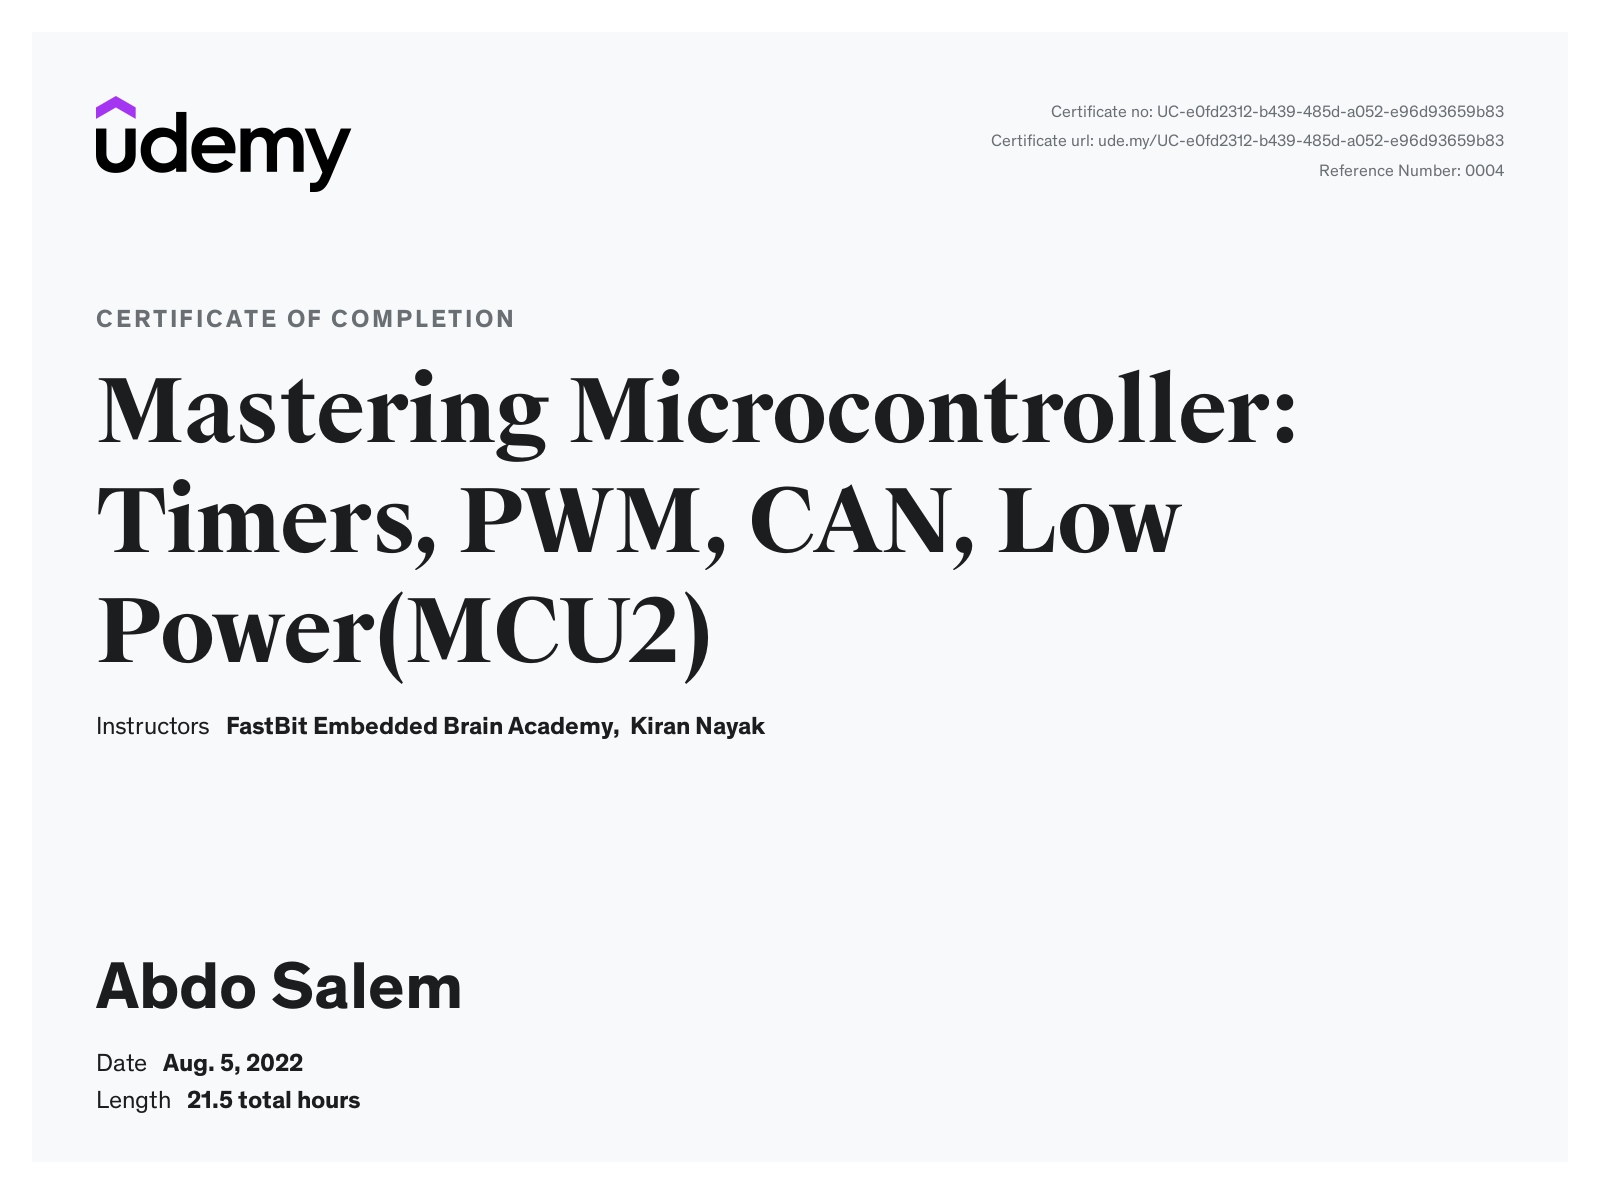 udemy
Certificate no: UC-e0fd2312-b439-485d-a052-e96d93659b83
Certificate url: ude.my/UC-e0fd2312-b439-485d-a052-e96d93659b83
Reference Number: 0004
CERTIFICATE OF COMPLETION
Mastering Microcontroller:
Timers, PWM, CAN, Low
Power(MCU2)
Instructors FastBit Embedded Brain Academy, Kiran Nayak
Abdo Salem
Date Aug. 5, 2022
Length 21.5 total hours